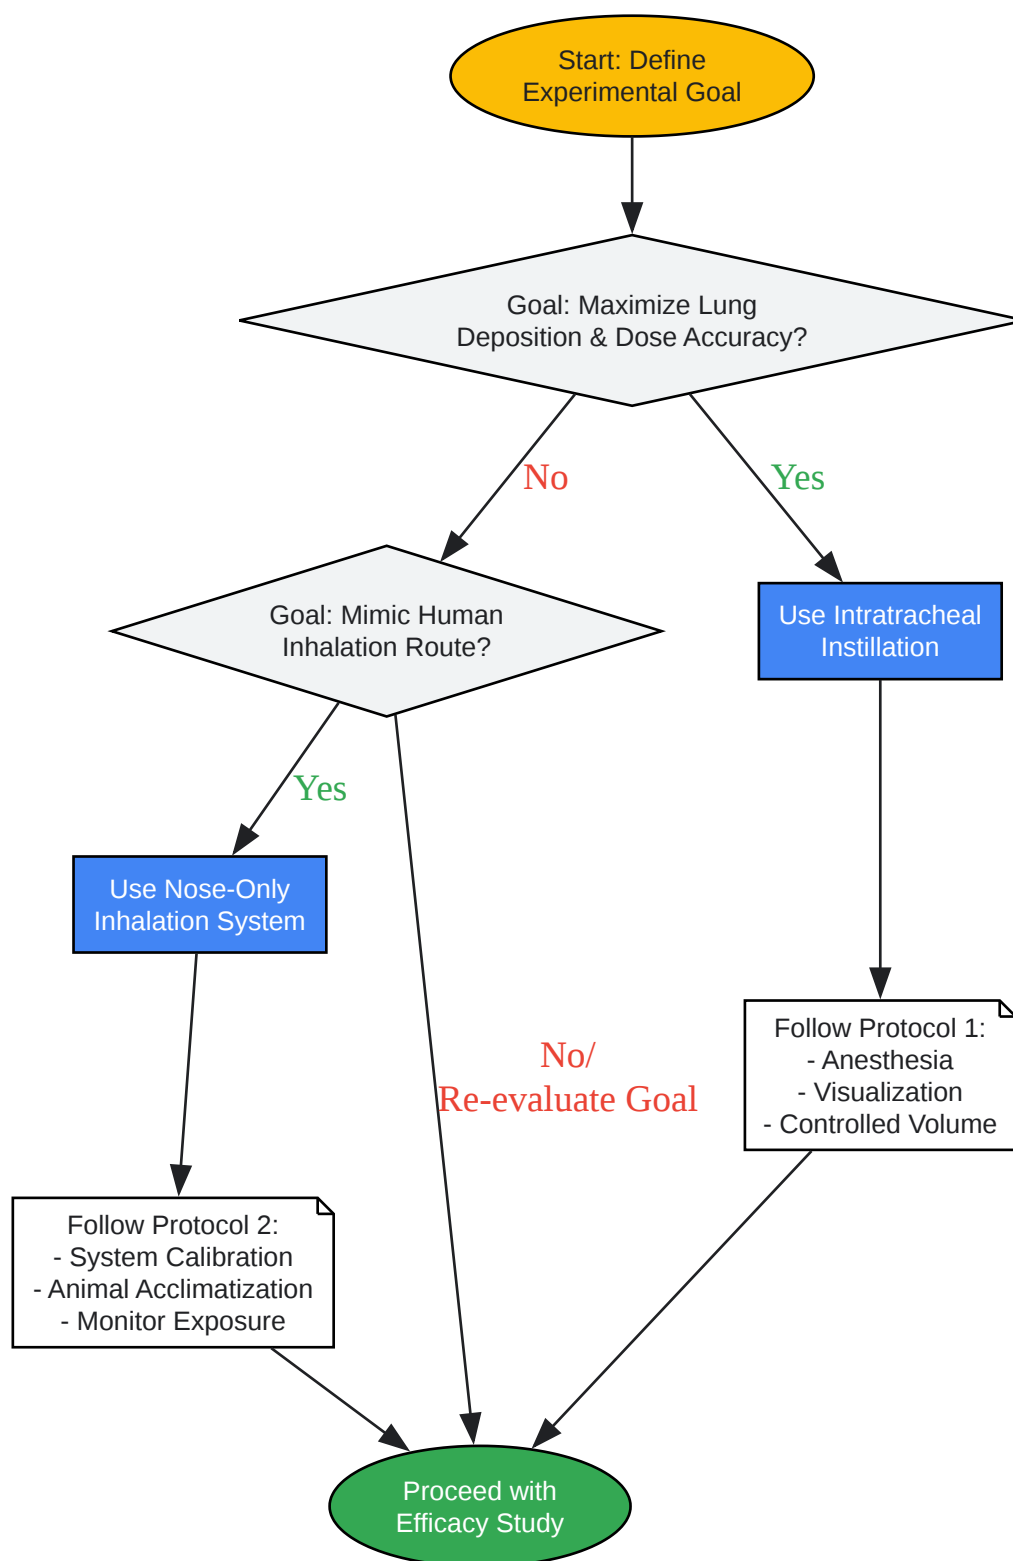 Start: Define
Experimental Goal
Goal: Maximize Lung
Deposition & Dose Accuracy?
No
Yes
Goal: Mimic Human
Inhalation Route?
Use Intratracheal
Instillation
Yes
Use Nose-Only
Inhalation System
No/
Re-evaluate Goal
Follow Protocol 1:
- Anesthesia
- Visualization
- Controlled Volume
Follow Protocol 2:
- System Calibration
- Animal Acclimatization
- Monitor Exposure
Proceed with
Efficacy Study